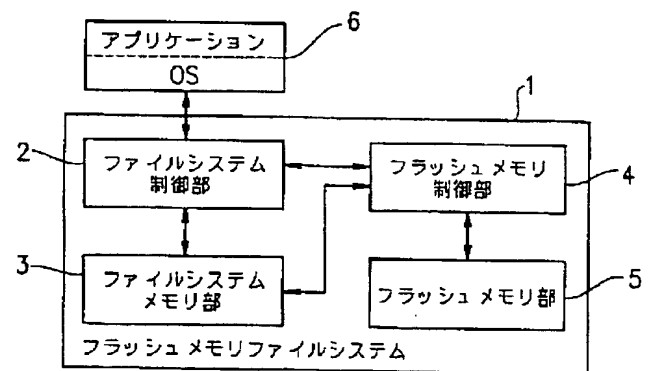 アプリケーション
OS
6
1
2
ファイルシステム
制御部
フラッシュメモリ
制御部
4
3
ファイルシステム
メモリ部
フラッシュメモリ部
5
フラッシュメモリファイルシステム